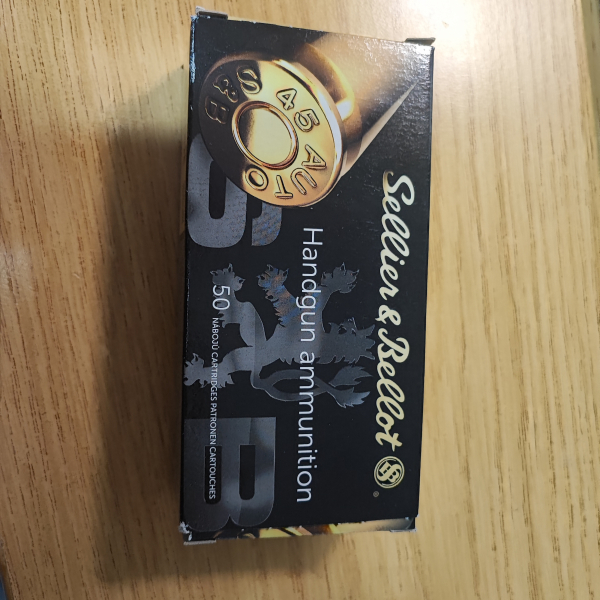 Sellier & Bellot
S&B 45 AUTO
Handgun ammunition
50
NÁBOJŮ CARTRIDGES PATRONEN CARTOUCHES
S B